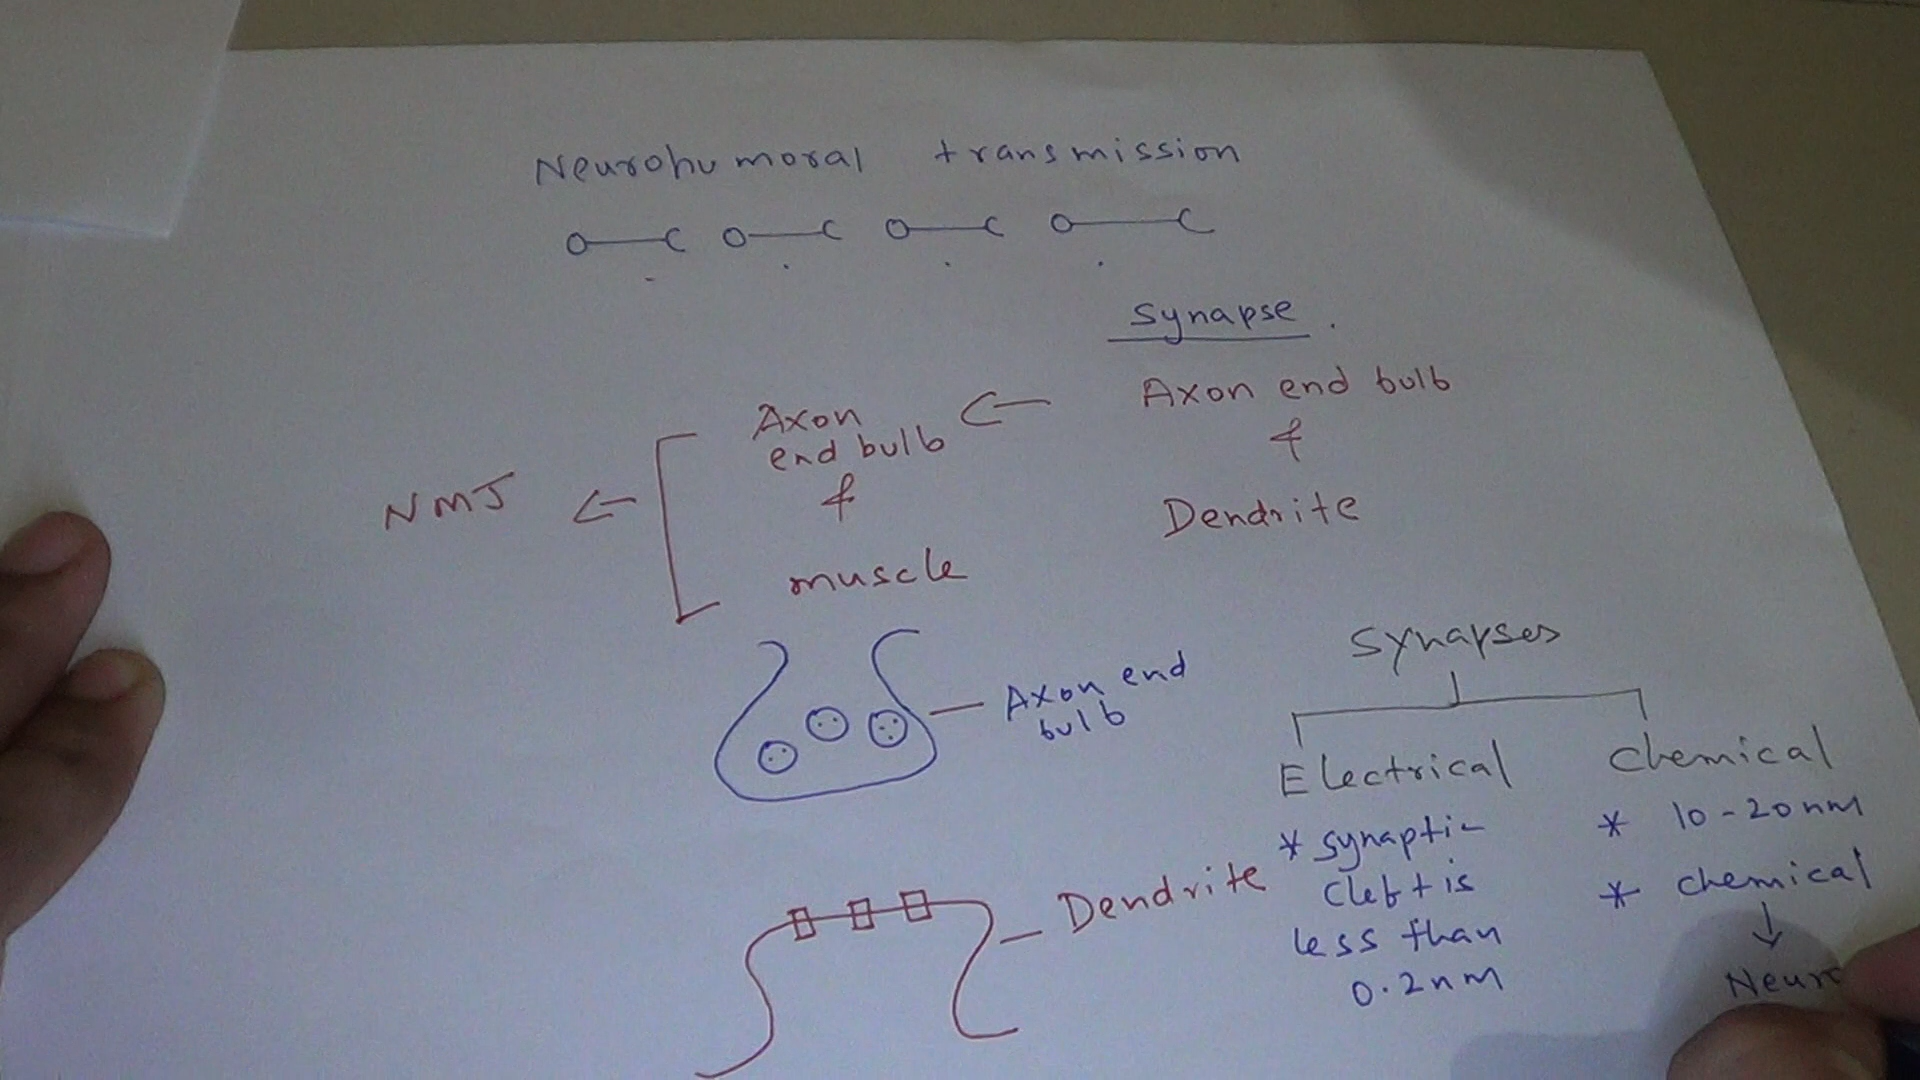 Neurohumoral transmission
Synapse.
Axon end bulb
&
Dendrite
Axon
end bulb
&
muscle
NMJ
Axon end
bulb
Dendrite
Synapses
Electrical
* synaptic
cleft is
less than
0.2nm
Chemical
* 10-20nm
* chemical
Neuro